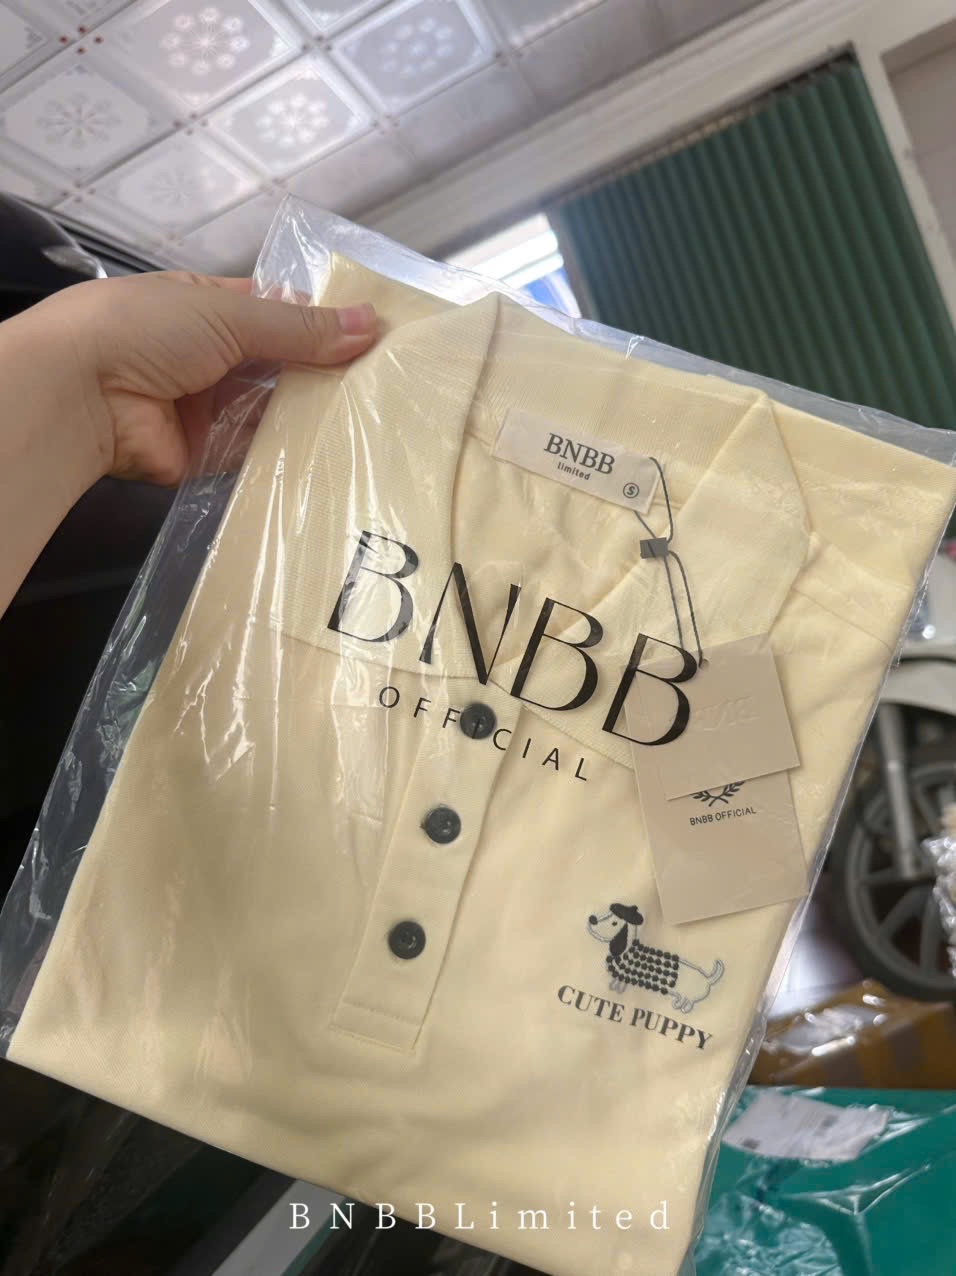 BNBB
limited
S
BNBB
OFFICIAL
BNBB OFFICIAL
CUTE PUPPY
BNBBLimited